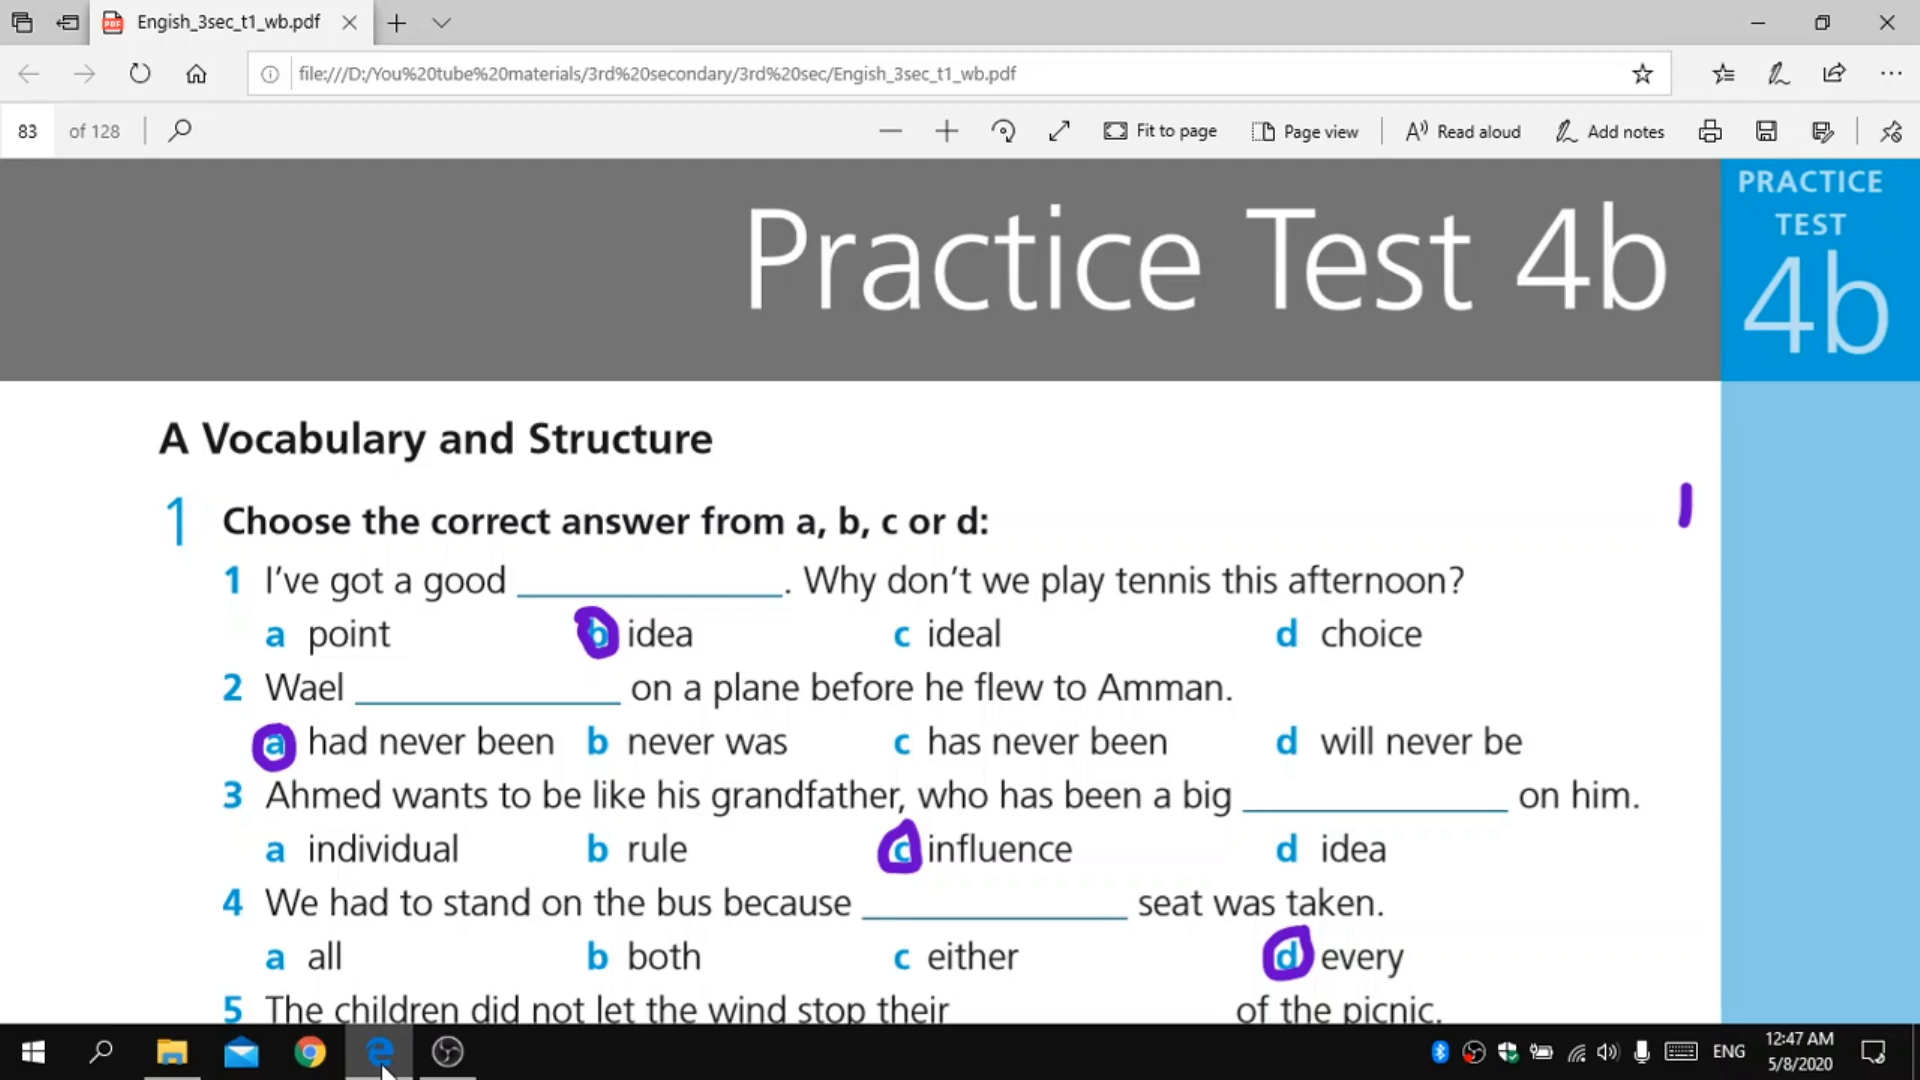 Engish_3sec_t1_wb.pdf
file:///D:/You%20tube%20materials/3rd%20secondary/3rd%20sec/Engish_3sec_t1_wb.pdf
83 of 128 Fit to page Page view Read aloud Add notes
Practice Test 4b
PRACTICE
TEST
4b
A Vocabulary and Structure
1 Choose the correct answer from a, b, c or d:
1 I've got a good ____________. Why don't we play tennis this afternoon?
a point b idea c ideal d choice
2 Wael ____________ on a plane before he flew to Amman.
a had never been b never was c has never been d will never be
3 Ahmed wants to be like his grandfather, who has been a big ____________ on him.
a individual b rule c influence d idea
4 We had to stand on the bus because ____________ seat was taken.
a all b both c either d every
5 The children did not let the wind stop their of the picnic.
ENG
12:47 AM
5/8/2020